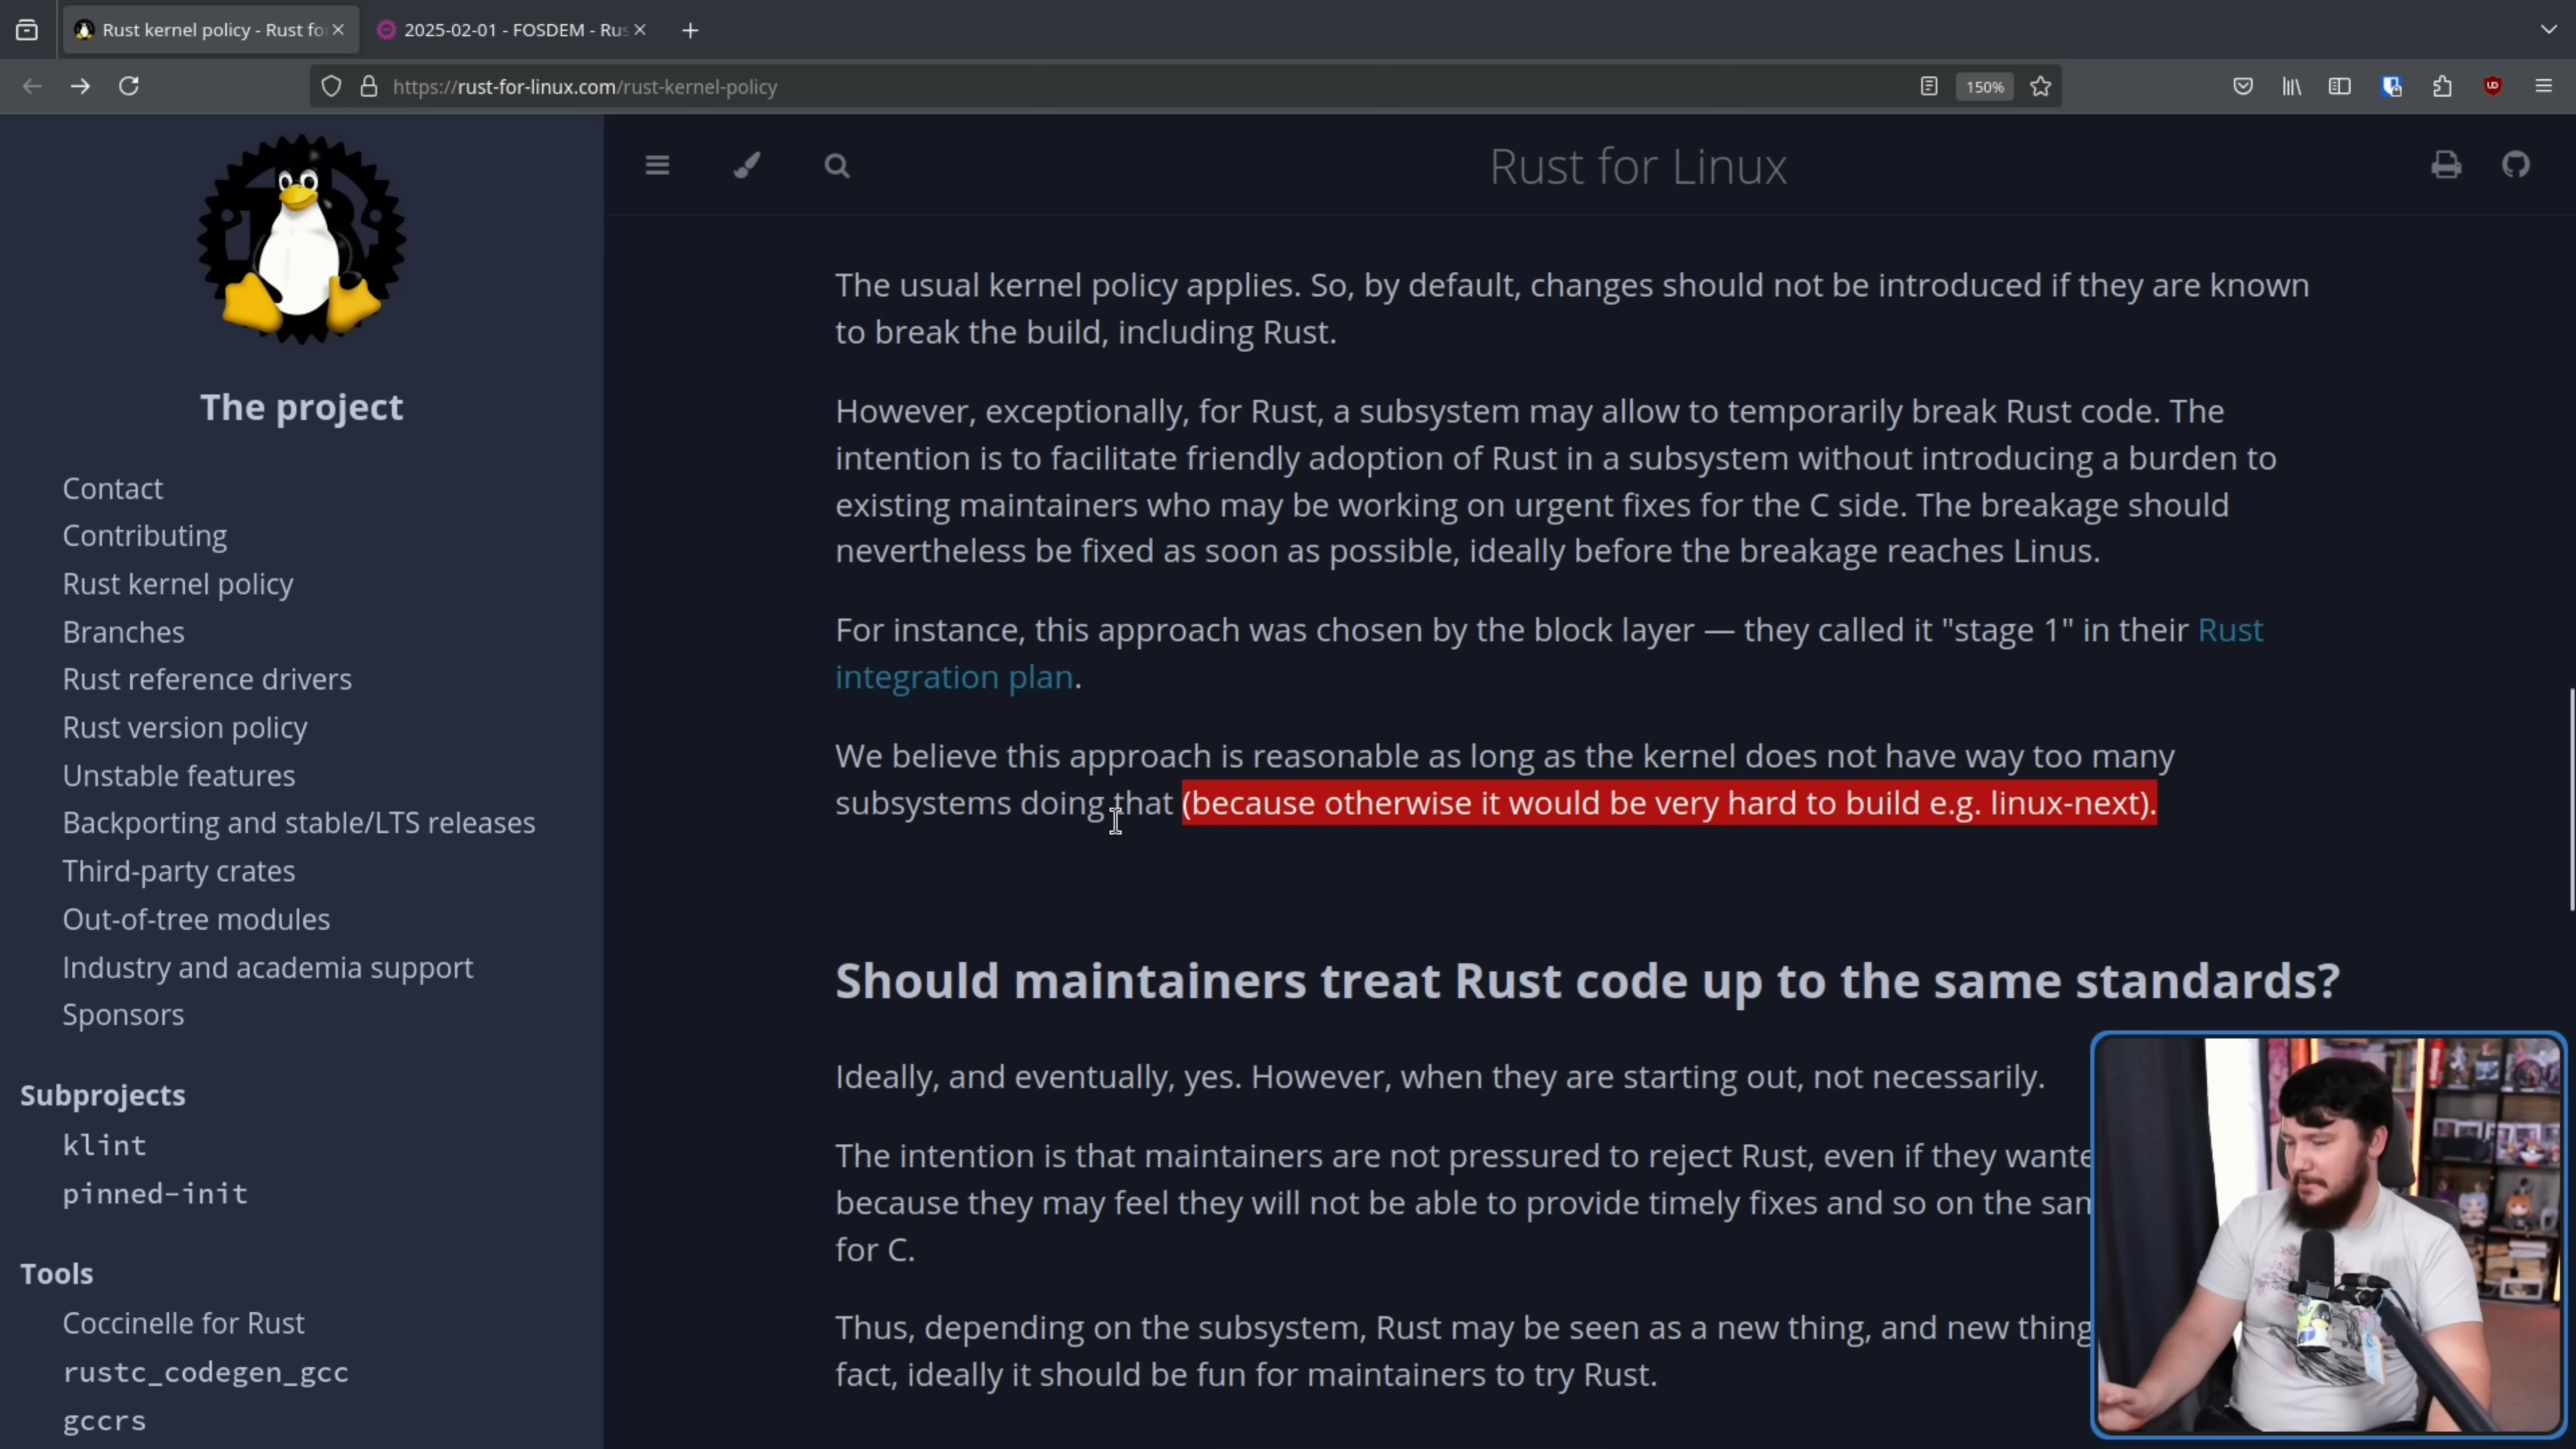 Rust kernel policy - Rust fo
2025-02-01 - FOSDEM - Rus
https://rust-for-linux.com/rust-kernel-policy
150%
The project
Contact
Contributing
Rust kernel policy
Branches
Rust reference drivers
Rust version policy
Unstable features
Backporting and stable/LTS releases
Third-party crates
Out-of-tree modules
Industry and academia support
Sponsors
Subprojects
klint
pinned-init
Tools
Coccinelle for Rust
rustc_codegen_gcc
gccrs
Rust for Linux
The usual kernel policy applies. So, by default, changes should not be introduced if they are known
to break the build, including Rust.
However, exceptionally, for Rust, a subsystem may allow to temporarily break Rust code. The
intention is to facilitate friendly adoption of Rust in a subsystem without introducing a burden to
existing maintainers who may be working on urgent fixes for the C side. The breakage should
nevertheless be fixed as soon as possible, ideally before the breakage reaches Linus.
For instance, this approach was chosen by the block layer — they called it "stage 1" in their Rust
integration plan.
We believe this approach is reasonable as long as the kernel does not have way too many
subsystems doing that (because otherwise it would be very hard to build e.g. linux-next).
Should maintainers treat Rust code up to the same standards?
Ideally, and eventually, yes. However, when they are starting out, not necessarily.
The intention is that maintainers are not pressured to reject Rust, even if they wante
because they may feel they will not be able to provide timely fixes and so on the sam
for C.
Thus, depending on the subsystem, Rust may be seen as a new thing, and new thing
fact, ideally it should be fun for maintainers to try Rust.